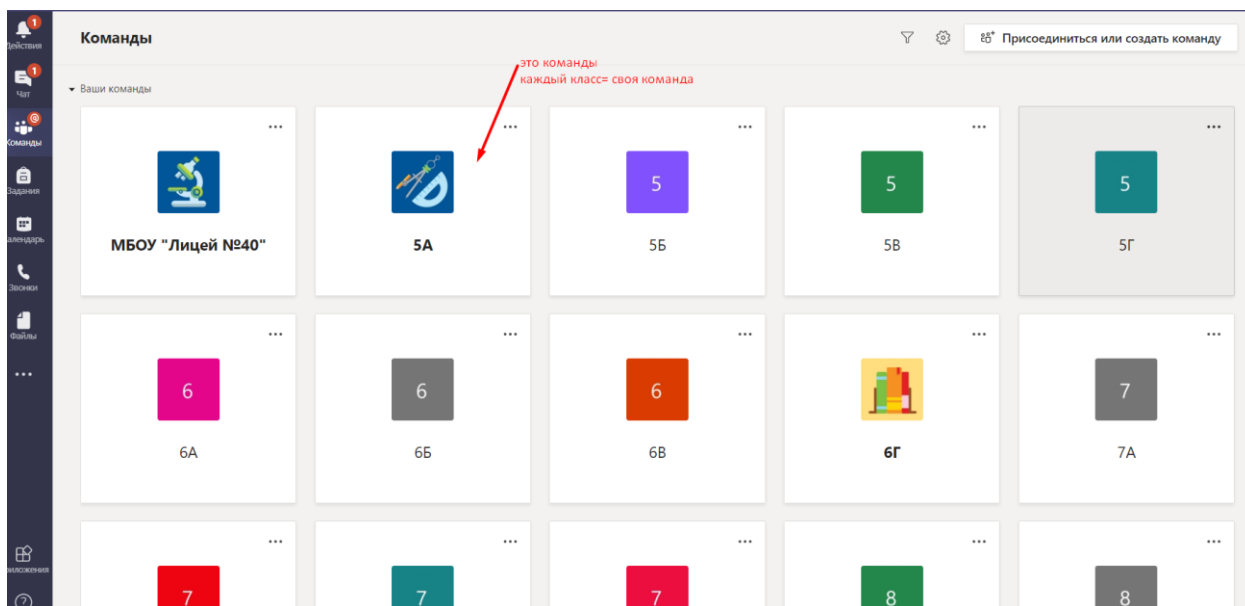 1
Действия
Команды
Присоединиться или создать команду
это команды
каждый класс= своя команда
1
Чат
Ваши команды
@
Команды
Задания
алендарь
Звонки
Файлы
МБОУ "Лицей №40"
5А
5
5Б
5
5В
5
5Г
6
6А
6
6Б
6
6В
6Г
7
7А
7
7
7
8
8
риложения
?